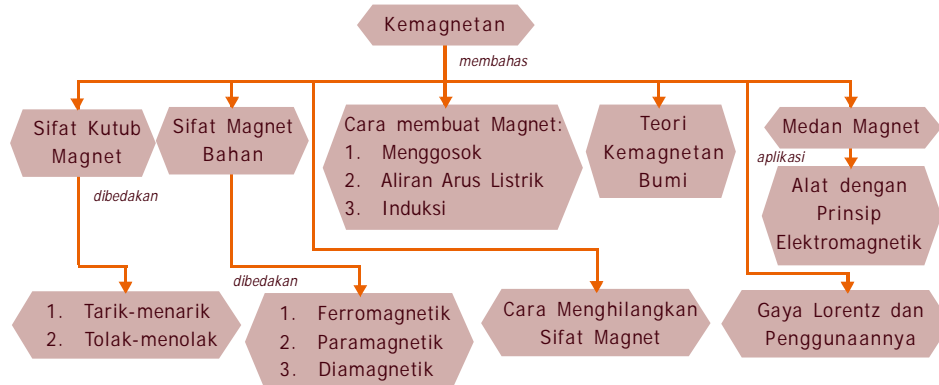 Kemagnetan
membahas
Sifat Kutub
Magnet
Sifat Magnet
Bahan
Cara membuat Magnet:
1. Menggosok
2. Aliran Arus Listrik
3. Induksi
Teori
Kemagnetan
Bumi
Medan Magnet
aplikasi
Alat dengan
Prinsip
Elektromagnetik
dibedakan
1. Tarik-menarik
2. Tolak-menolak
dibedakan
1. Ferromagnetik
2. Paramagnetik
3. Diamagnetik
Cara Menghilangkan
Sifat Magnet
Gaya Lorentz dan
Penggunaannya